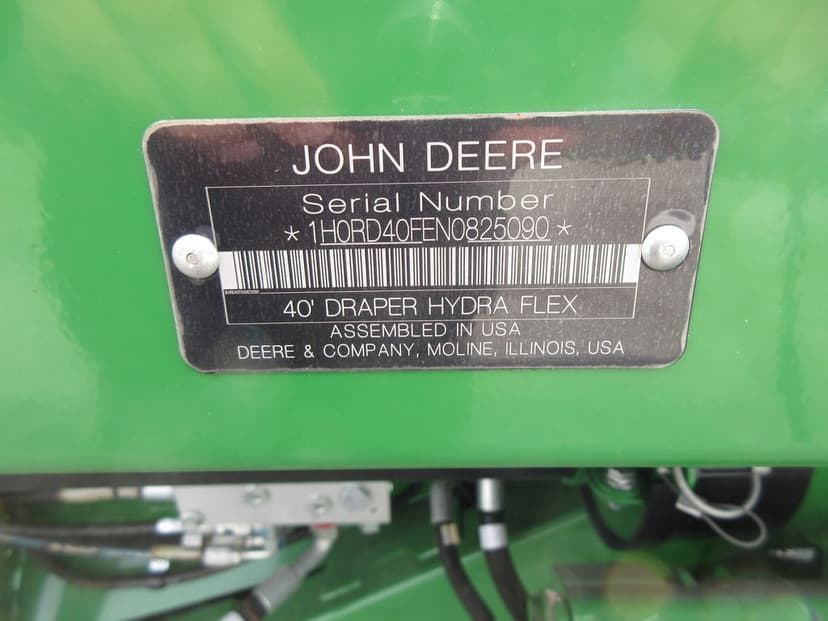 JOHN DEERE
Serial Number
*1H0RD40FEN0825090*
40' DRAPER HYDRA FLEX
ASSEMBLED IN USA
DEERE & COMPANY, MOLINE, ILLINOIS, USA